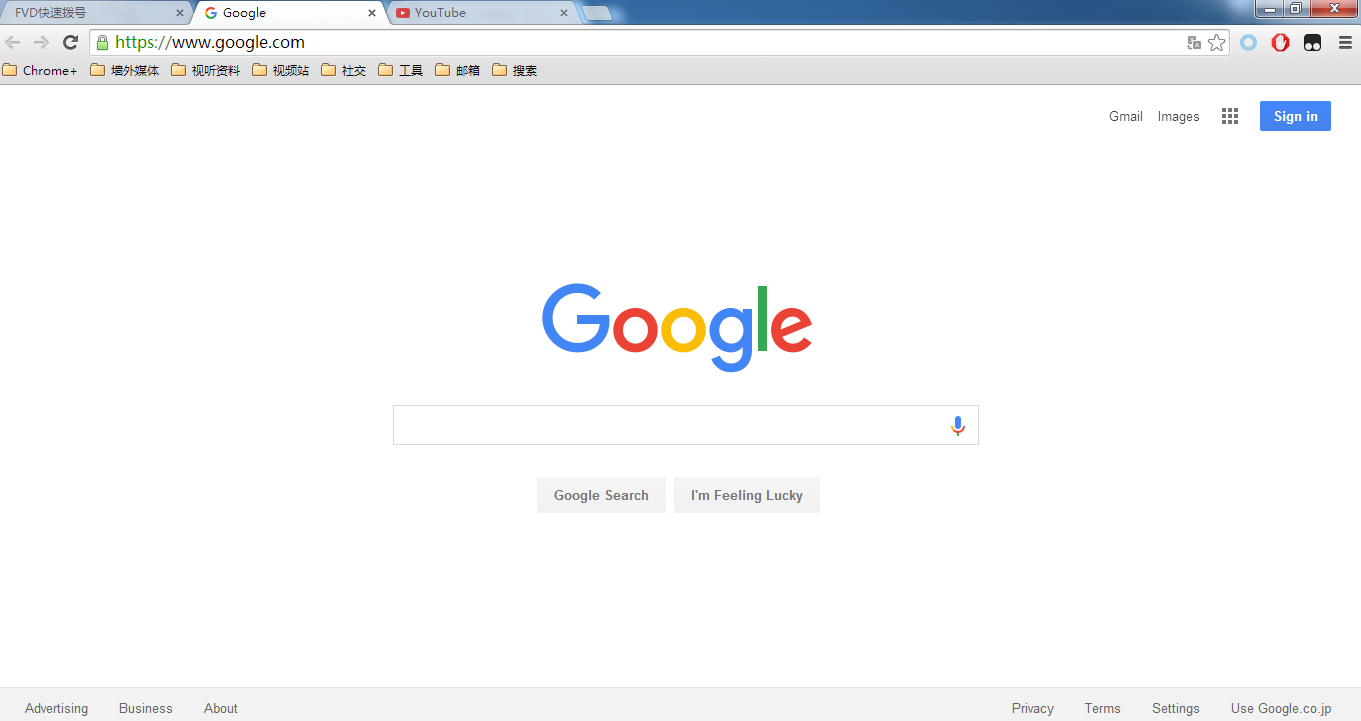 FVD快速拨号 Google YouTube
https://www.google.com
Chrome+ 墙外媒体 视听资料 视频站 社交 工具 邮箱 搜索
Gmail Images Sign in
Google
Google Search I'm Feeling Lucky
Advertising Business About Privacy Terms Settings Use Google.co.jp